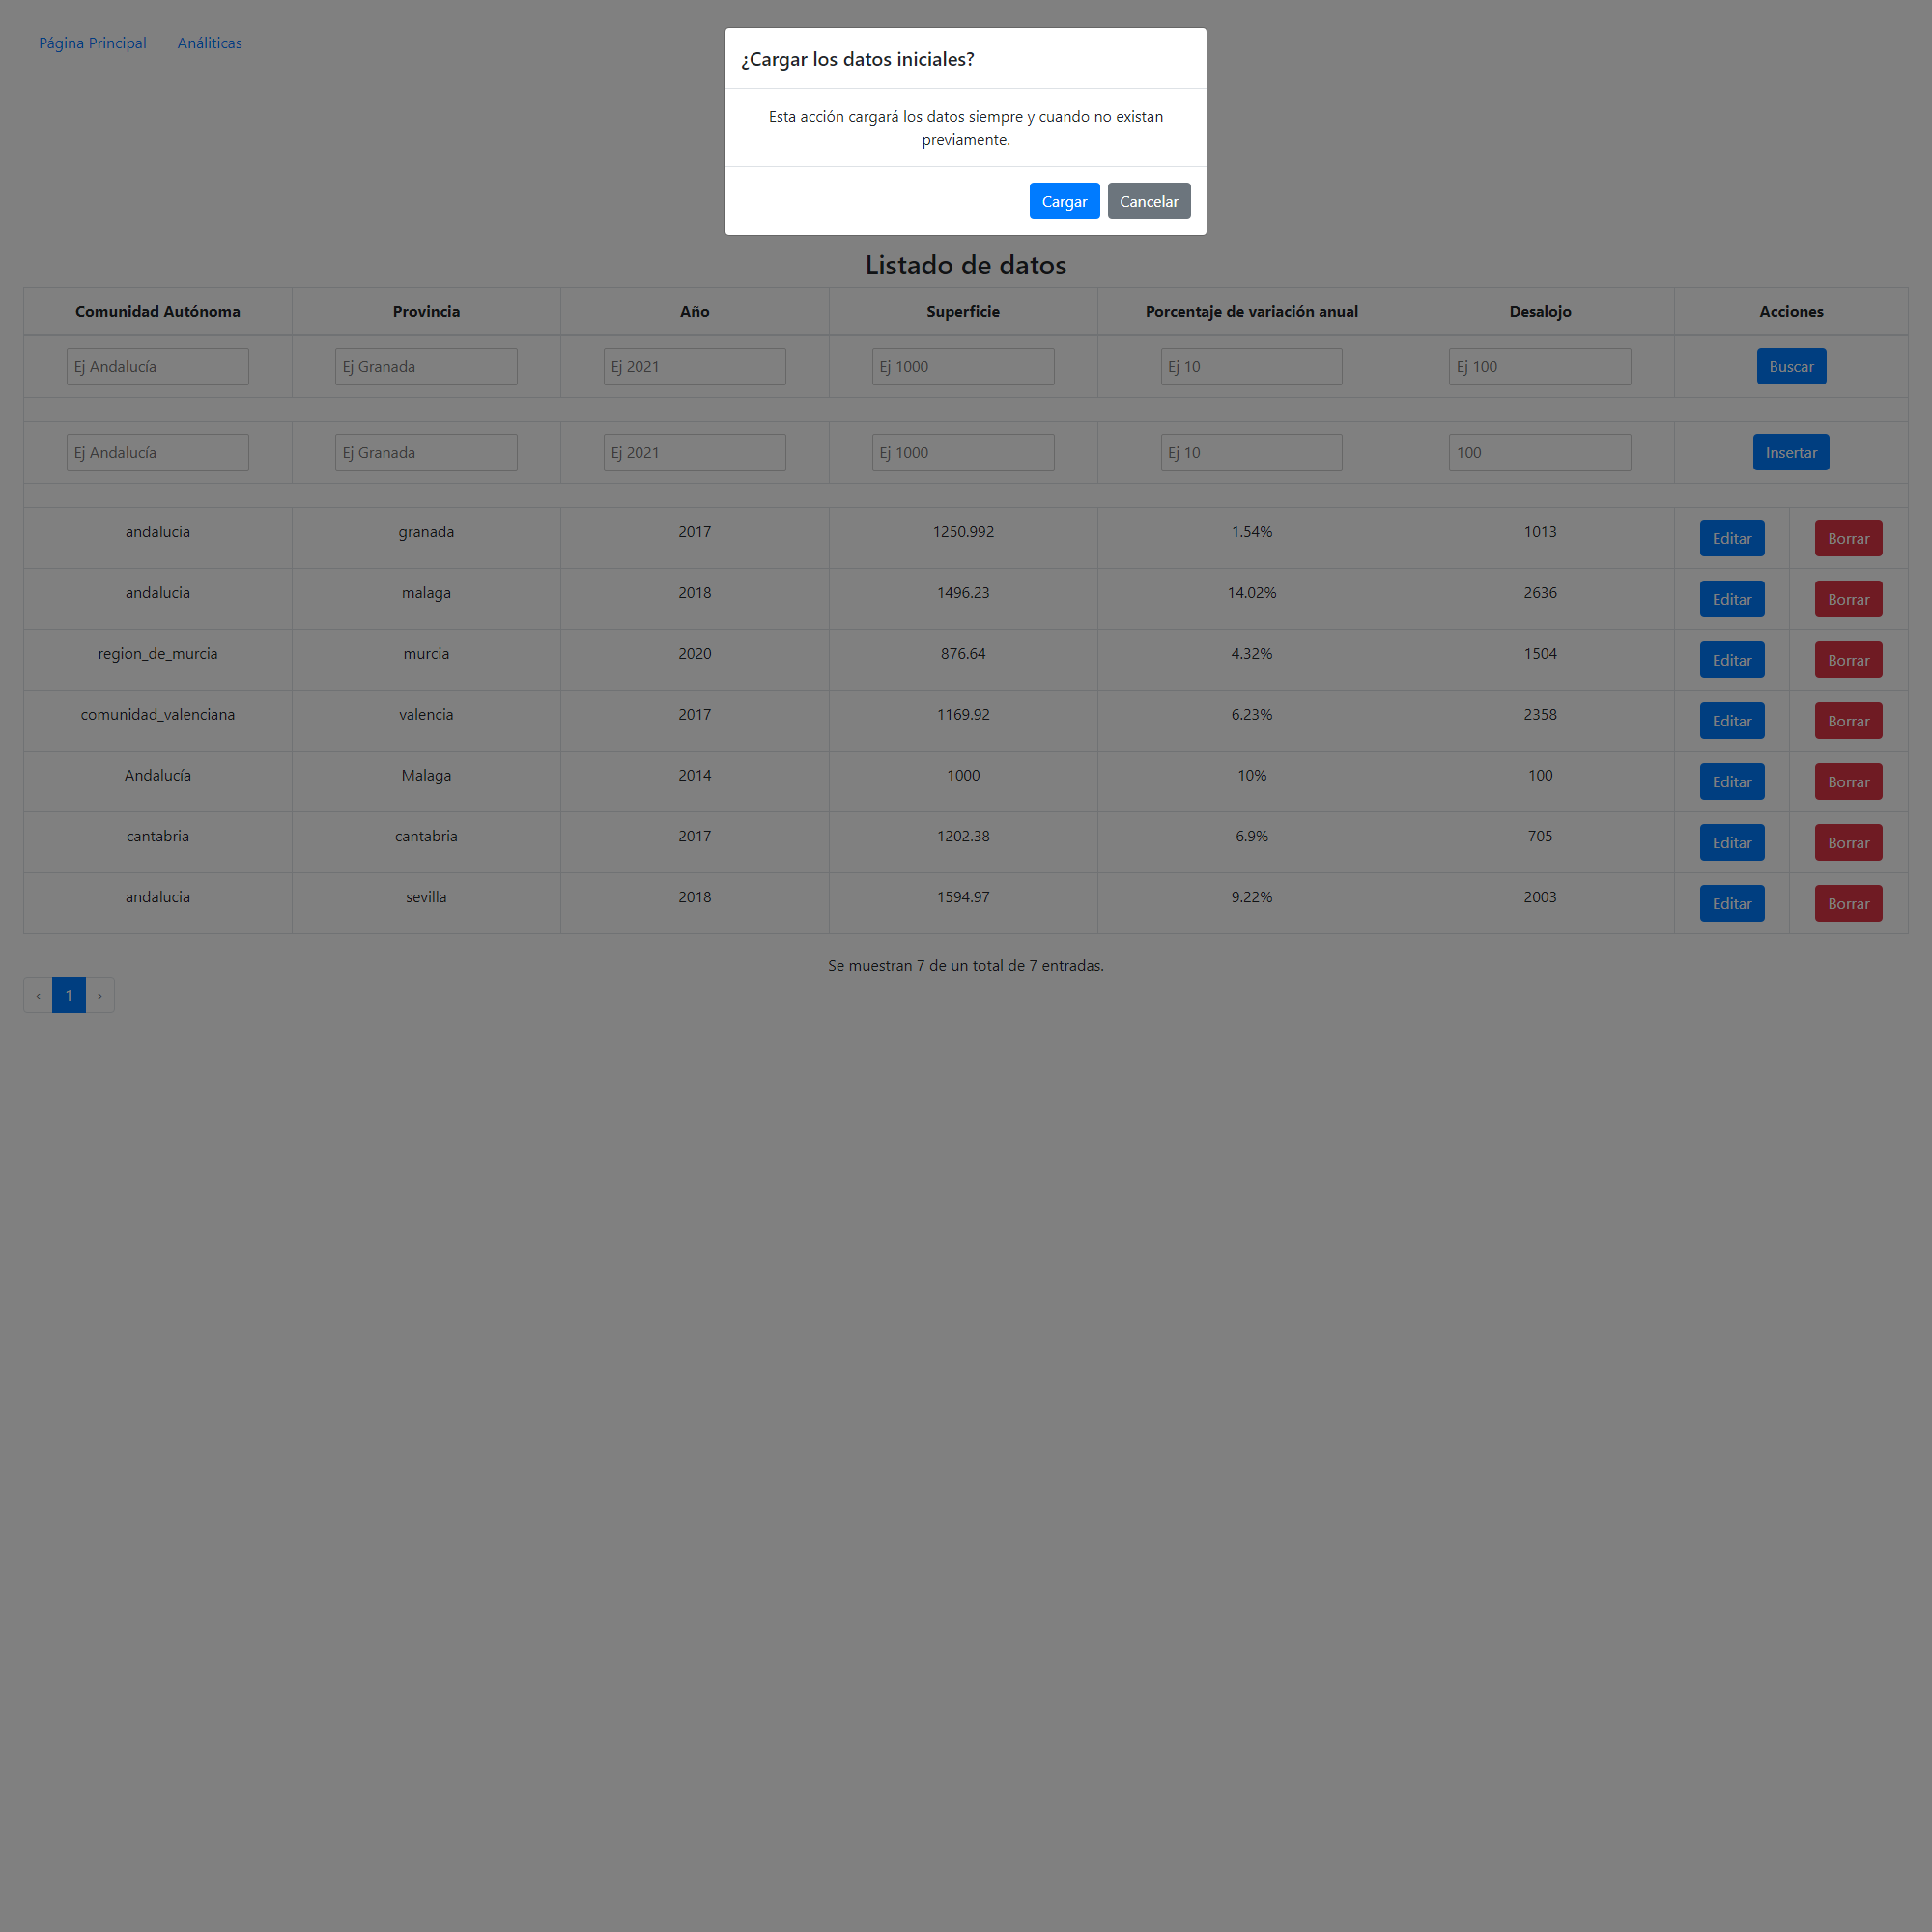 Página Principal Análiticas
¿Cargar los datos iniciales?
Esta acción cargará los datos siempre y cuando no existan
previamente.
Cargar Cancelar
Listado de datos
Comunidad Autónoma Provincia Año Superficie Porcentaje de variación anual Desalojo Acciones
Ej Andalucía Ej Granada Ej 2021 Ej 1000 Ej 10 Ej 100 Buscar
Ej Andalucía Ej Granada Ej 2021 Ej 1000 Ej 10 100 Insertar
andalucia granada 2017 1250.992 1.54% 1013 Editar Borrar
andalucia malaga 2018 1496.23 14.02% 2636 Editar Borrar
region_de_murcia murcia 2020 876.64 4.32% 1504 Editar Borrar
comunidad_valenciana valencia 2017 1169.92 6.23% 2358 Editar Borrar
Andalucía Malaga 2014 1000 10% 100 Editar Borrar
cantabria cantabria 2017 1202.38 6.9% 705 Editar Borrar
andalucia sevilla 2018 1594.97 9.22% 2003 Editar Borrar
Se muestran 7 de un total de 7 entradas.
‹ 1 ›